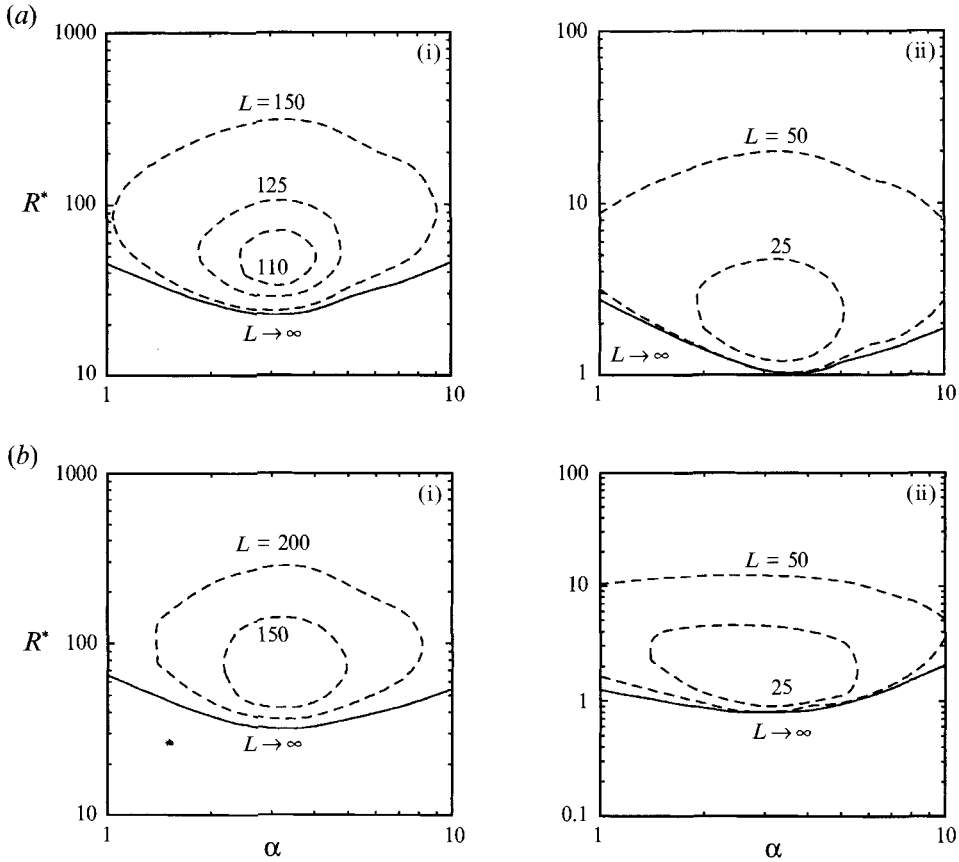 (a)
1000
(i)
L = 150
125
110
L → ∞
R*
100
10
1
10
100
(ii)
L = 50
25
L → ∞
10
1
1
10
(b)
1000
(i)
L = 200
150
L → ∞
R*
100
10
1
α
10
100
(ii)
L = 50
25
L → ∞
10
1
0.1
1
α
10